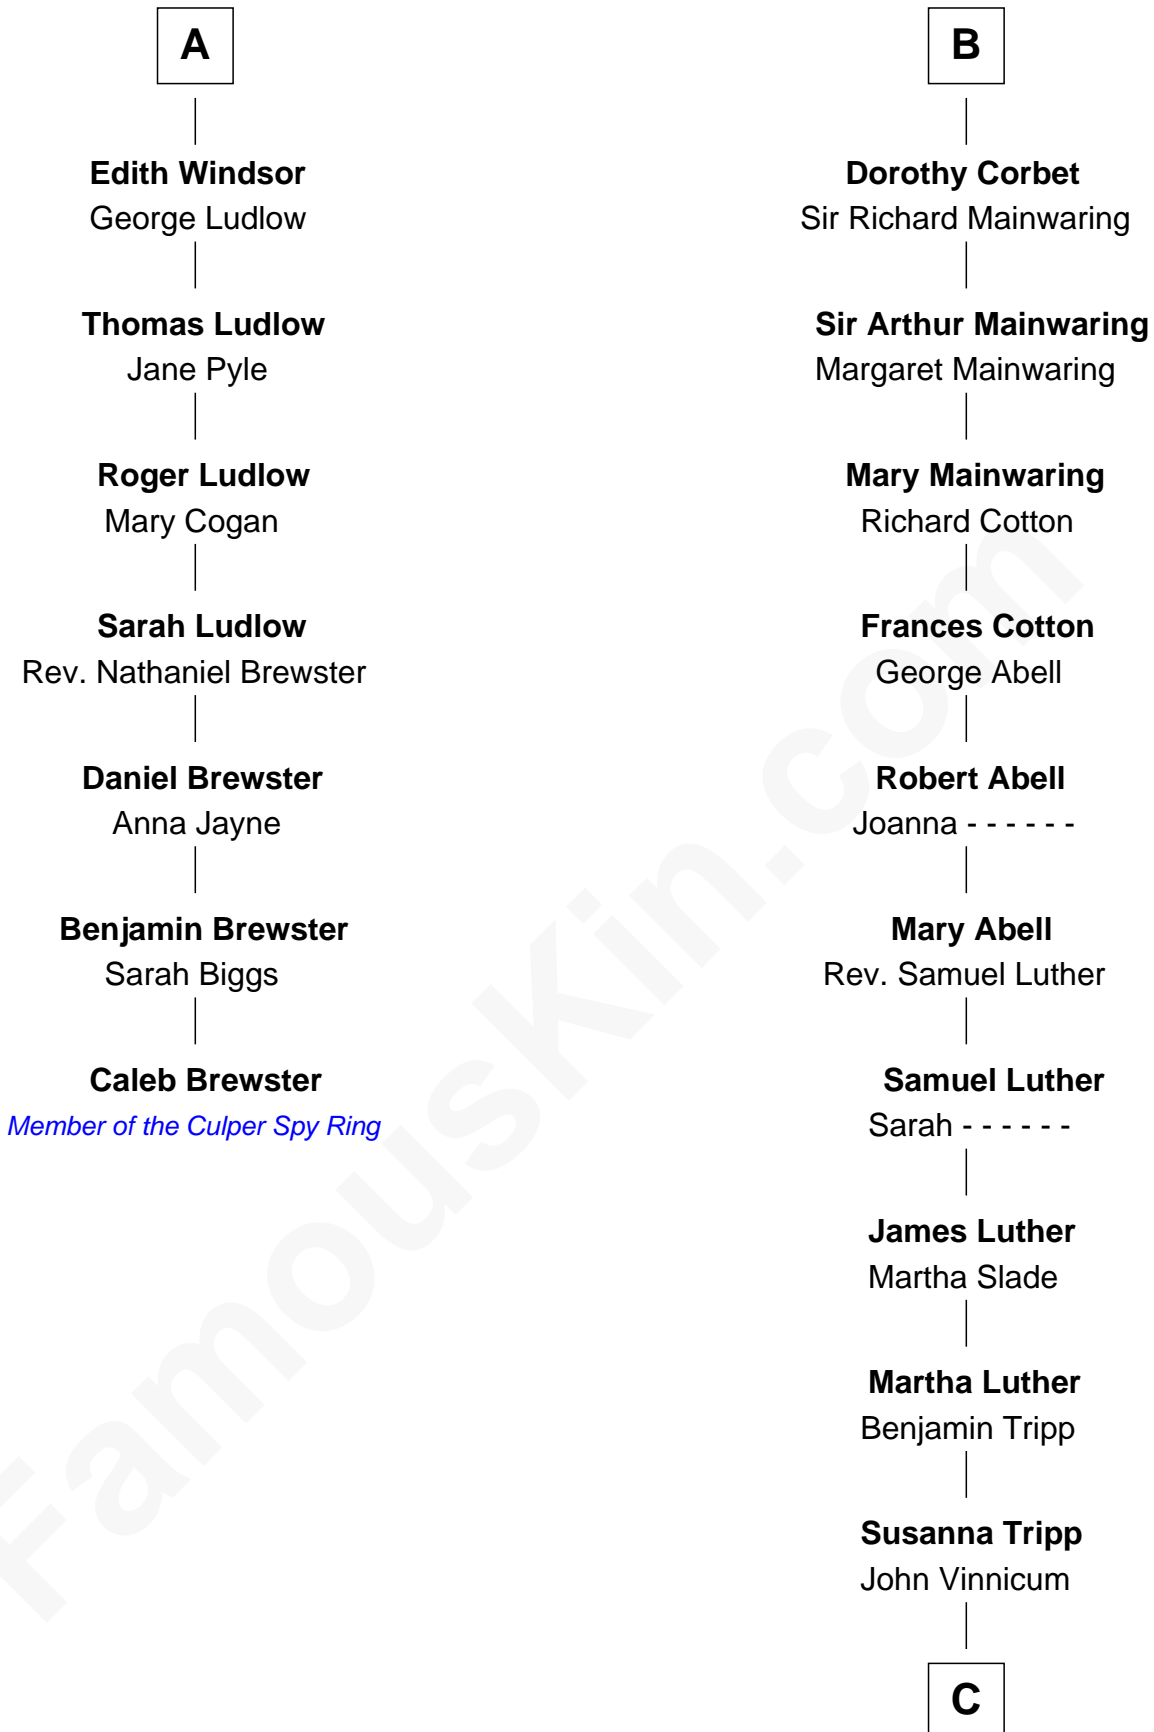 A
Edith Windsor
George Ludlow
Thomas Ludlow
Jane Pyle
Roger Ludlow
Mary Cogan
Sarah Ludlow
Rev. Nathaniel Brewster
Daniel Brewster
Anna Jayne
Benjamin Brewster
Sarah Biggs
Caleb Brewster
Member of the Culper Spy Ring
B
Dorothy Corbet
Sir Richard Mainwaring
Sir Arthur Mainwaring
Margaret Mainwaring
Mary Mainwaring
Richard Cotton
Frances Cotton
George Abell
Robert Abell
Joanna - - - - - -
Mary Abell
Rev. Samuel Luther
Samuel Luther
Sarah - - - - - -
James Luther
Martha Slade
Martha Luther
Benjamin Tripp
Susanna Tripp
John Vinnicum
C
FamousKin.com